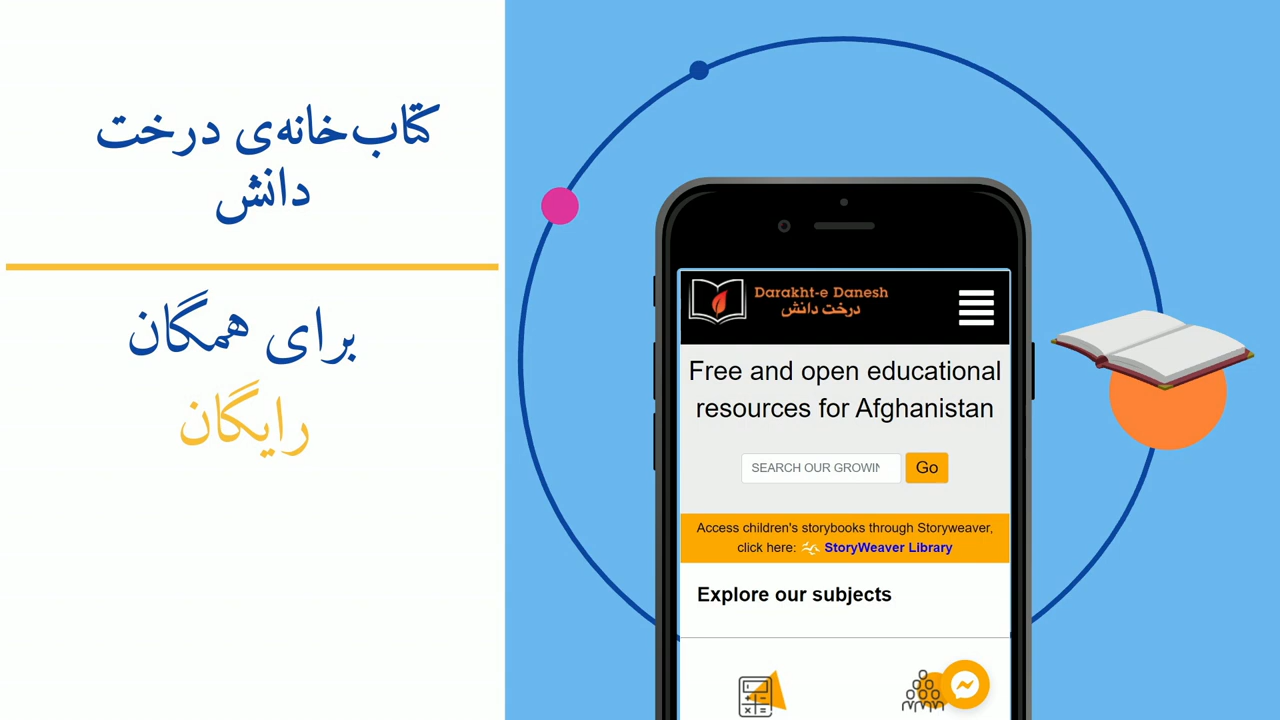 کتاب‌خانه‌ی درخت
دانش
برای همگان
رایگان
Darakht-e Danesh
درخت دانش
Free and open educational
resources for Afghanistan
SEARCH OUR GROWIN
Go
Access children's storybooks through Storyweaver,
click here: StoryWeaver Library
Explore our subjects